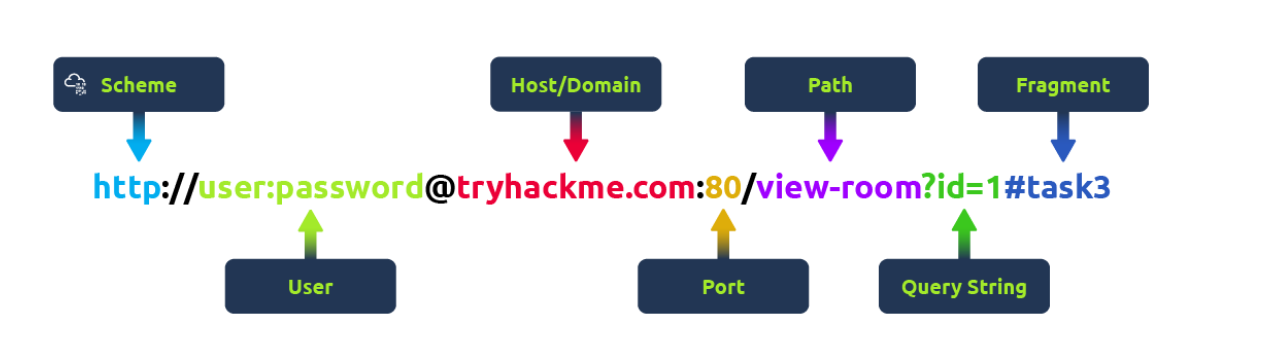 Scheme
Host/Domain
Path
Fragment
http://user:password@tryhackme.com:80/view-room?id=1#task3
User
Port
Query String